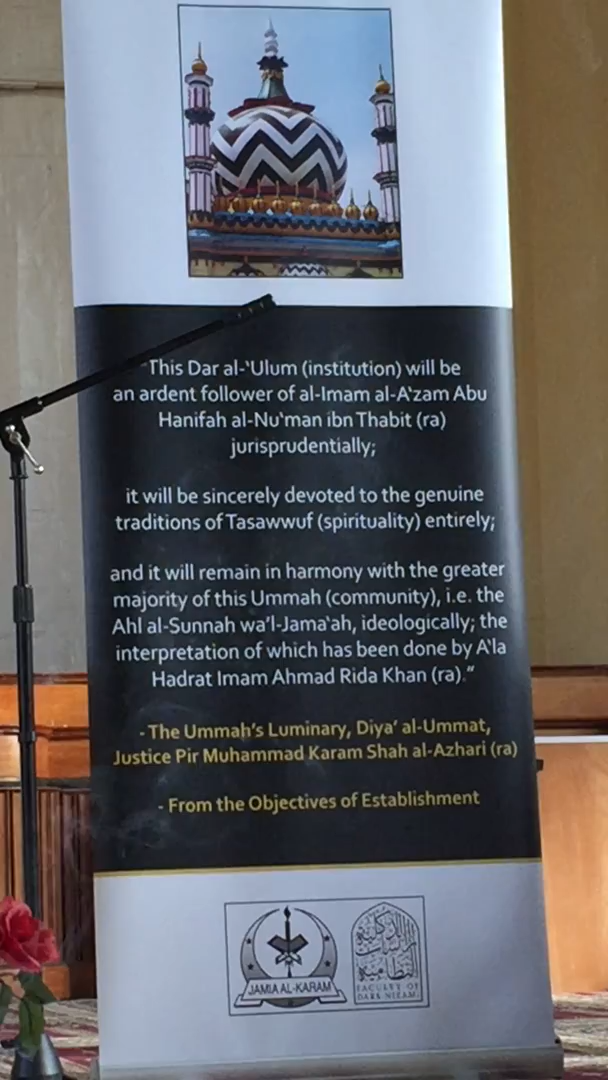 "This Dar al-'Ulum (institution) will be
an ardent follower of al-Imam al-A'zam Abu
Hanifah al-Nu'man ibn Thabit (ra)
jurisprudentially;
it will be sincerely devoted to the genuine
traditions of Tasawwuf (spirituality) entirely;
and it will remain in harmony with the greater
majority of this Ummah (community), i.e. the
Ahl al-Sunnah wa'l-Jama'ah, ideologically; the
interpretation of which has been done by A'la
Hadrat Imam Ahmad Rida Khan (ra)."
- The Ummah's Luminary, Diya' al-Ummat,
Justice Pir Muhammad Karam Shah al-Azhari (ra)
- From the Objectives of Establishment
JAMIA AL-KARAM
FACULTY OF
DARS NIZAMI